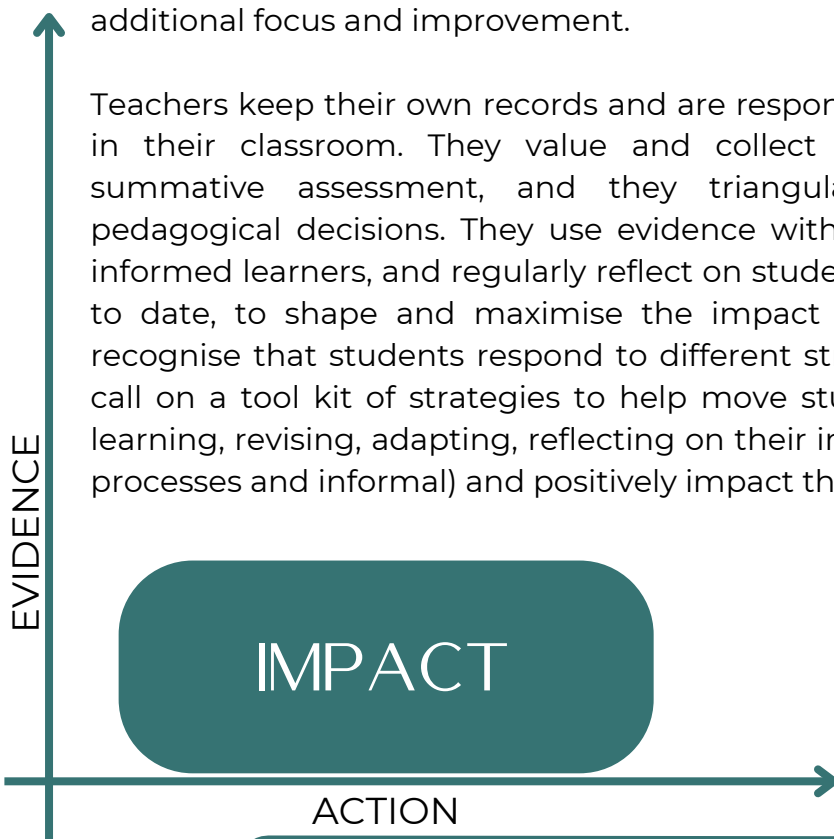 additional focus and improvement.
Teachers keep their own records and are respon
in their classroom. They value and collect
summative assessment, and they triangula
pedagogical decisions. They use evidence with
informed learners, and regularly reflect on stude
to date, to shape and maximise the impact
recognise that students respond to different st
call on a tool kit of strategies to help move stu
learning, revising, adapting, reflecting on their in
processes and informal) and positively impact th
EVIDENCE
IMPACT
ACTION